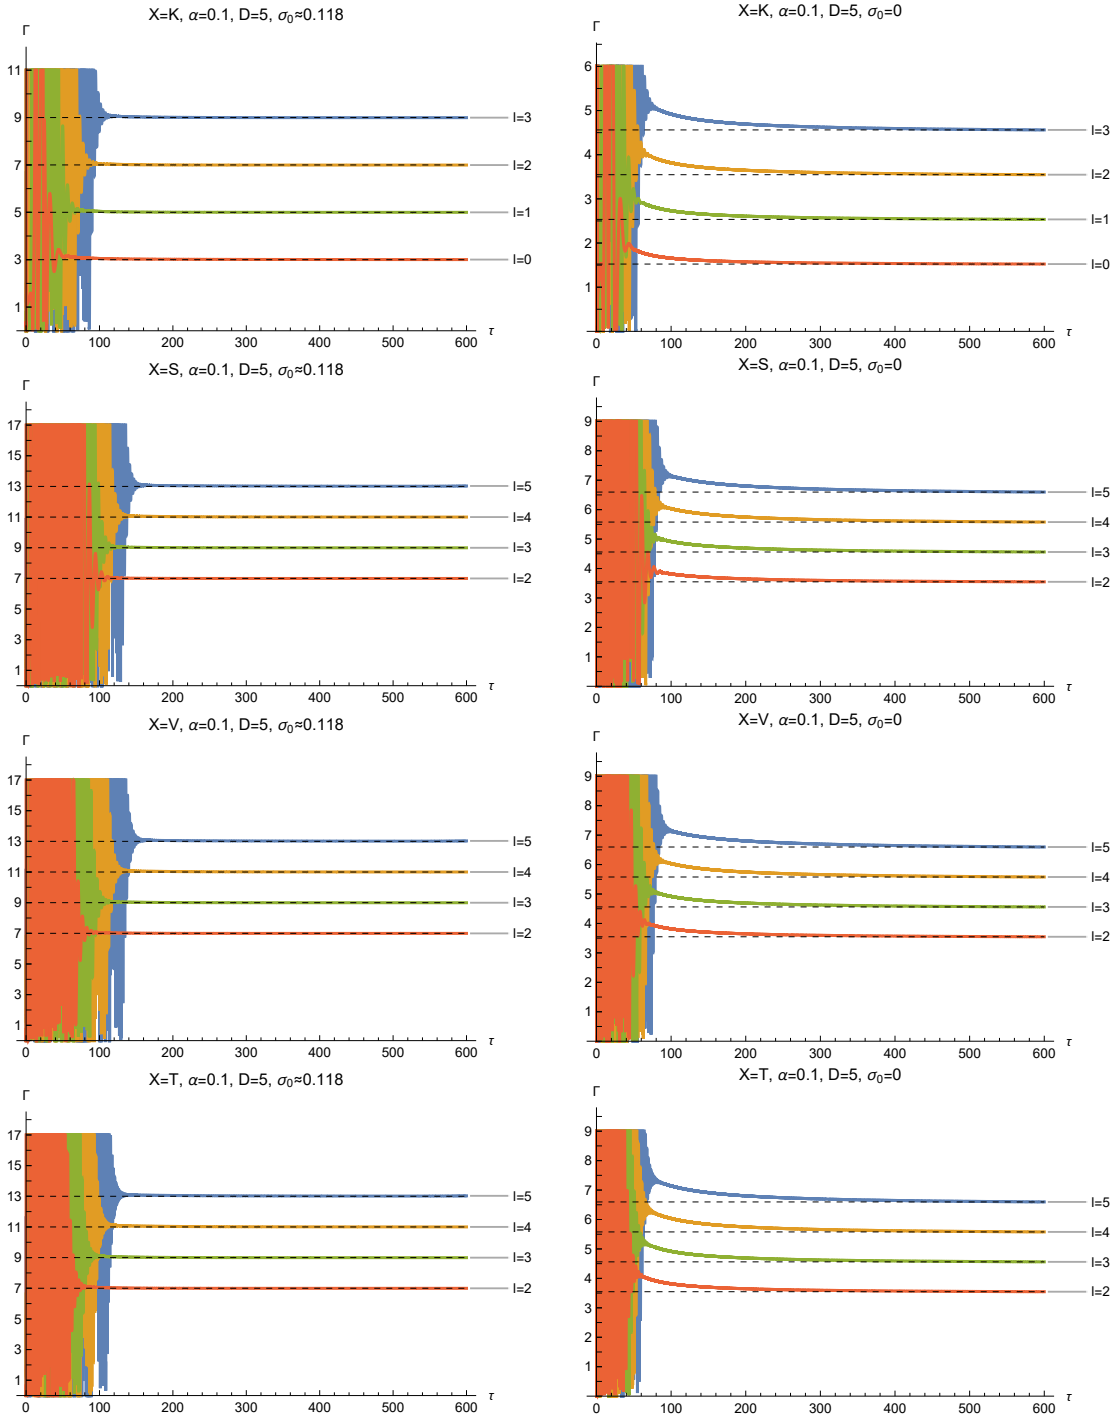 X=K, α=0.1, D=5, σ₀≈0.118
Γ
11
9
7
5
3
1
l=3
l=2
l=1
l=0
0 100 200 300 400 500 600 τ
X=K, α=0.1, D=5, σ₀=0
Γ
6
5
4
3
2
1
l=3
l=2
l=1
l=0
0 100 200 300 400 500 600 τ
X=S, α=0.1, D=5, σ₀≈0.118
Γ
17
15
13
11
9
7
5
3
1
l=5
l=4
l=3
l=2
0 100 200 300 400 500 600 τ
X=S, α=0.1, D=5, σ₀=0
Γ
9
8
7
6
5
4
3
2
1
l=5
l=4
l=3
l=2
0 100 200 300 400 500 600 τ
X=V, α=0.1, D=5, σ₀≈0.118
Γ
17
15
13
11
9
7
5
3
1
l=5
l=4
l=3
l=2
0 100 200 300 400 500 600 τ
X=V, α=0.1, D=5, σ₀=0
Γ
9
8
7
6
5
4
3
2
1
l=5
l=4
l=3
l=2
0 100 200 300 400 500 600 τ
X=T, α=0.1, D=5, σ₀≈0.118
Γ
17
15
13
11
9
7
5
3
1
l=5
l=4
l=3
l=2
0 100 200 300 400 500 600 τ
X=T, α=0.1, D=5, σ₀=0
Γ
9
8
7
6
5
4
3
2
1
l=5
l=4
l=3
l=2
0 100 200 300 400 500 600 τ